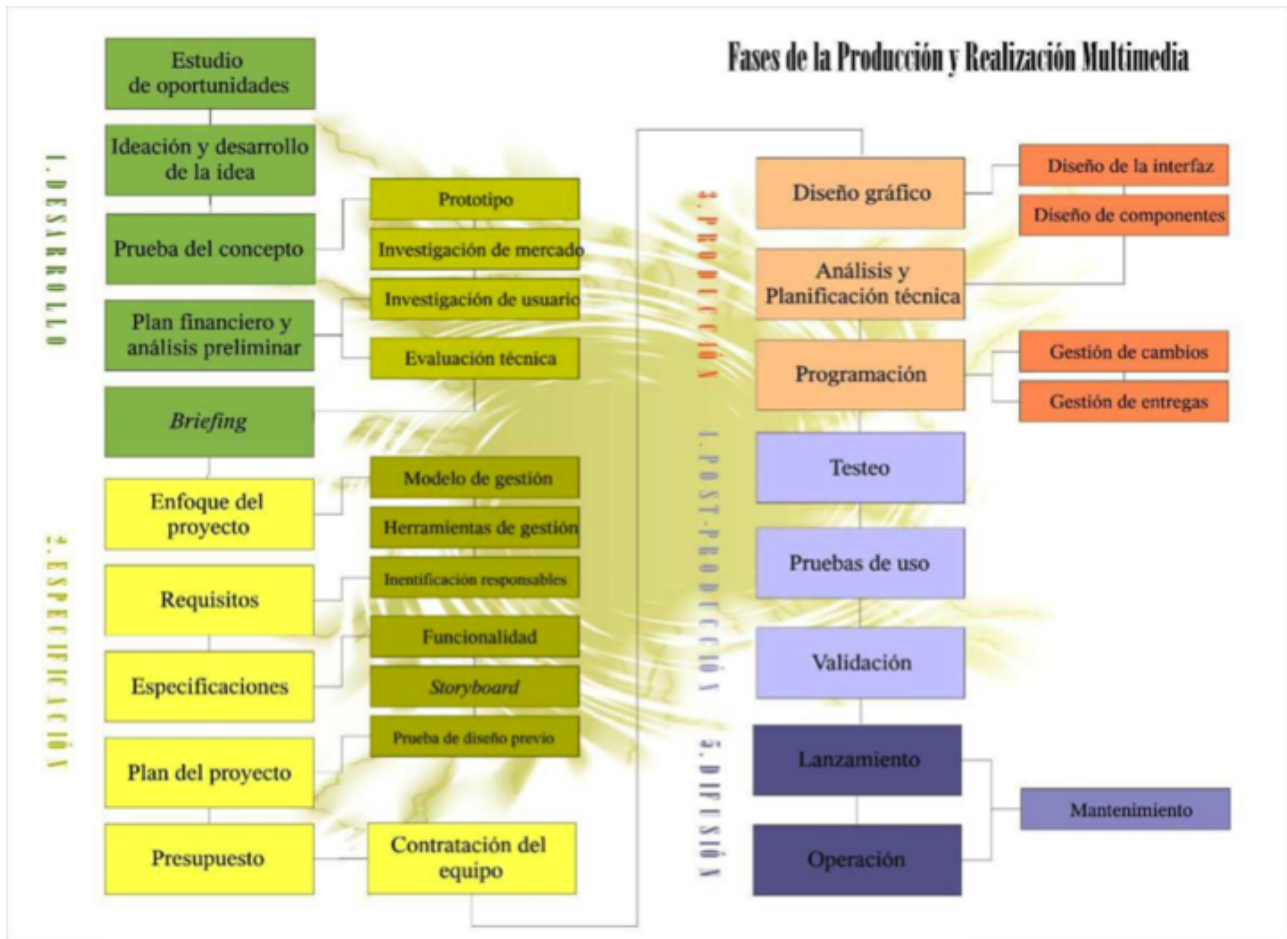 Fases de la Producción y Realización Multimedia
1. DESARROLLO
Estudio
de oportunidades
Ideación y desarrollo
de la idea
Prueba del concepto
Plan financiero y
análisis preliminar
Briefing
Prototipo
Investigación de mercado
Investigación de usuario
Evaluación técnica
2. ESPECIFICACIÓN
Enfoque del
proyecto
Requisitos
Especificaciones
Plan del proyecto
Presupuesto
Modelo de gestión
Herramientas de gestión
Inentificación responsables
Funcionalidad
Storyboard
Prueba de diseño previo
Contratación del
equipo
3. PRODUCCIÓN
Diseño gráfico
Análisis y
Planificación técnica
Programación
Diseño de la interfaz
Diseño de componentes
Gestión de cambios
Gestión de entregas
4. POST-PRODUCCIÓN
Testeo
Pruebas de uso
Validación
5. DIFUSIÓN
Lanzamiento
Operación
Mantenimiento